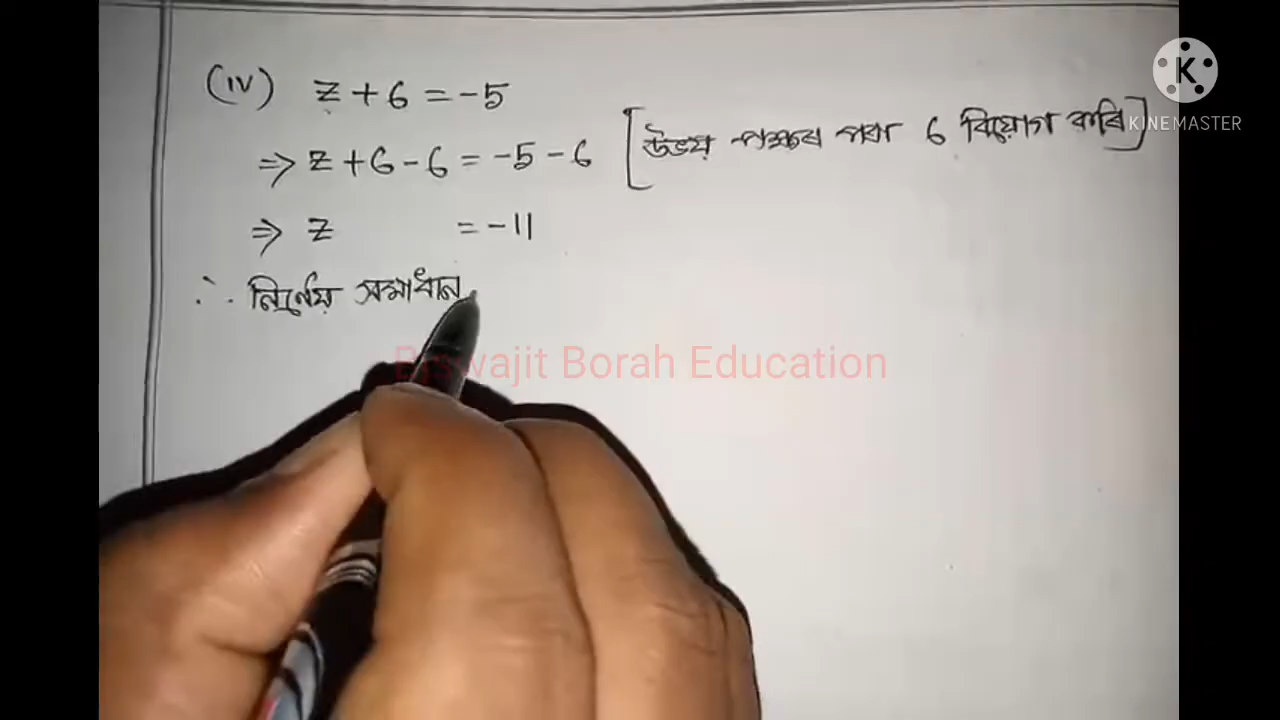 (iv) z + 6 = -5
⇒ z + 6 - 6 = -5 - 6 [উভয় পক্ষৰ পৰা 6 বিয়োগ কৰি]
⇒ z = -11
∴ নিৰ্ণেয় সমাধান
KINEMASTER
Biswajit Borah Education